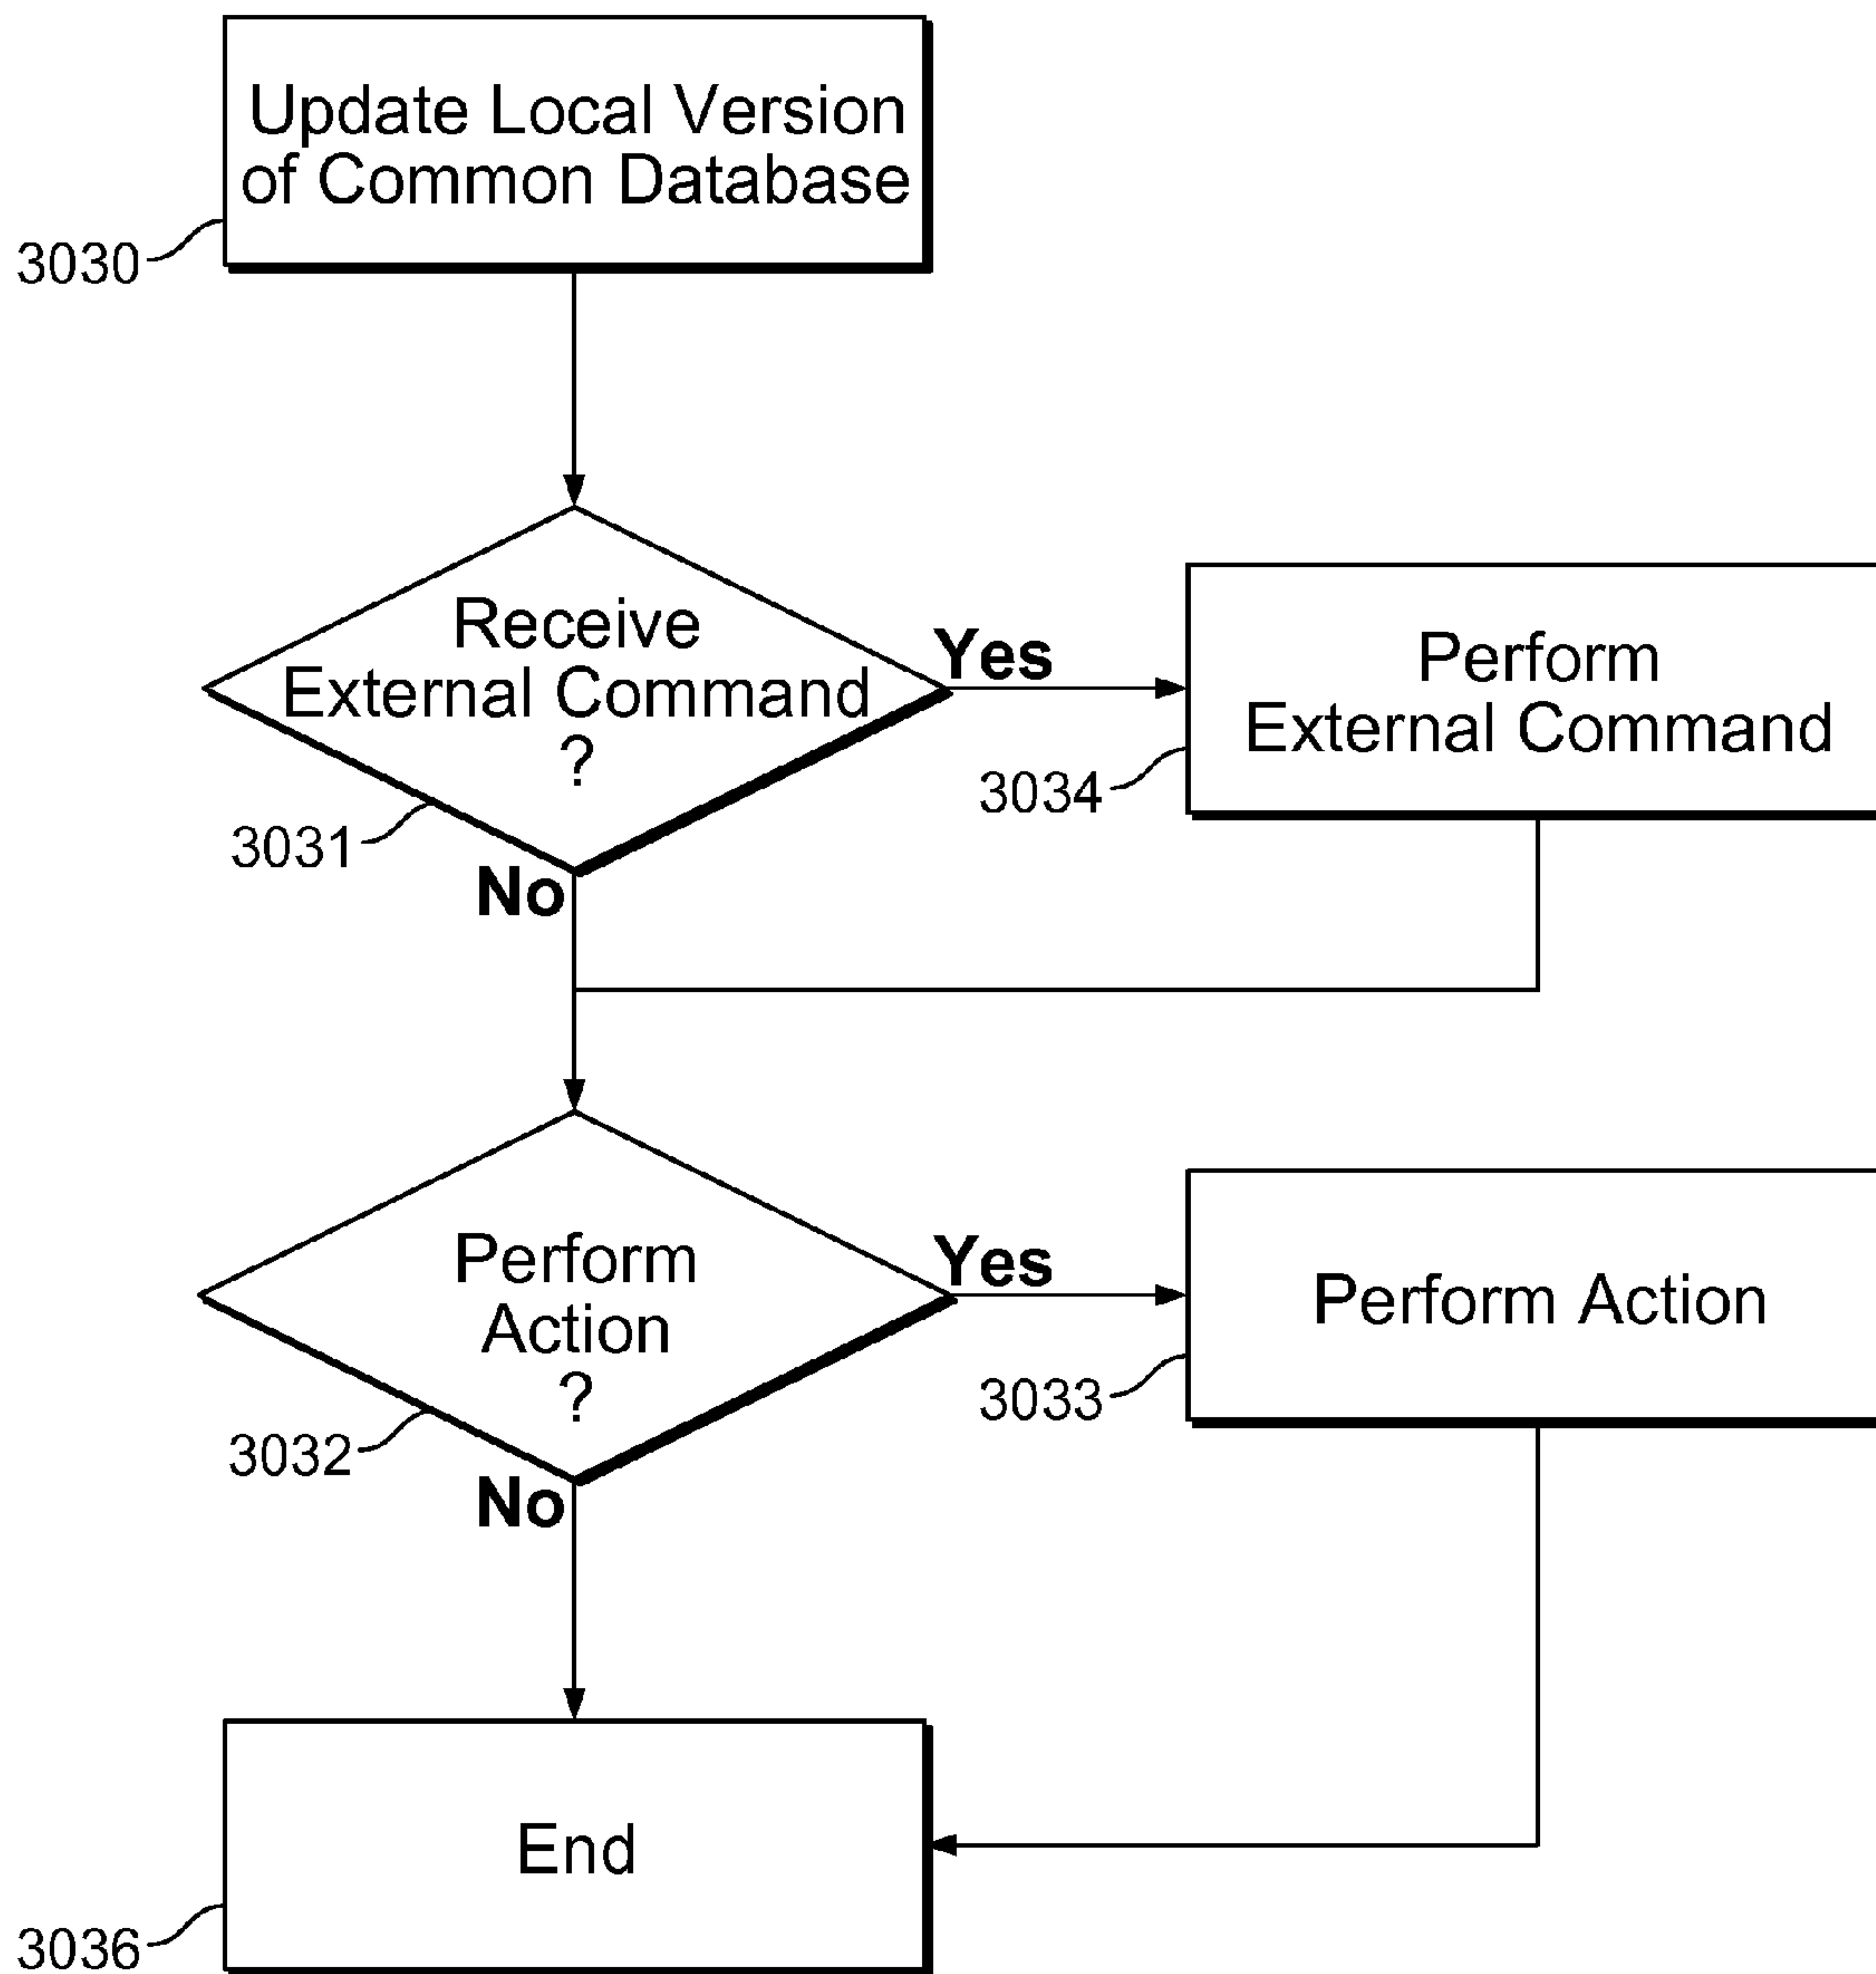 Update Local Version
of Common Database
3030
Receive
External Command
?
Yes
3031
No
Perform
External Command
3034
Perform
Action
?
Yes
3032
No
Perform Action
3033
End
3036